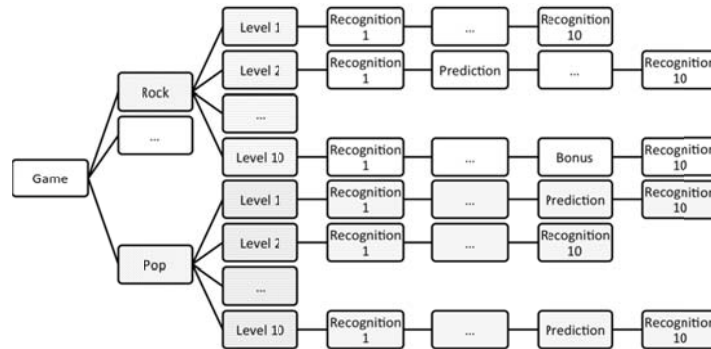 Level 1 Recognition 1 ... Recognition 10
Level 2 Recognition 1 Prediction ... Recognition 10
Rock
...
...
Level 10 Recognition 1 ... Bonus Recognition 10
Game
Level 1 Recognition 1 ... Prediction Recognition 10
Level 2 Recognition 1 ... Recognition 10
Pop
...
Level 10 Recognition 1 ... Prediction Recognition 10